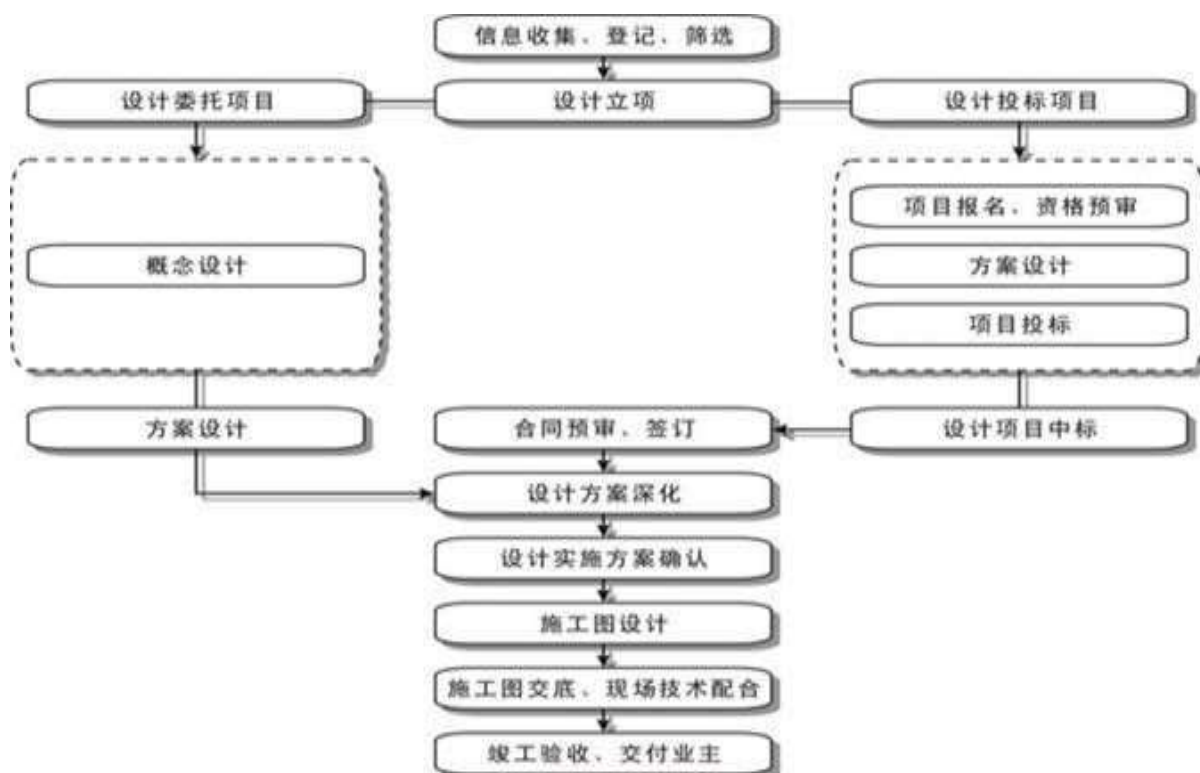 信息收集、登记、筛选
设计委托项目
设计立项
设计投标项目
项目报名、资格预审
概念设计
方案设计
项目投标
方案设计
合同预审、签订
设计项目中标
设计方案深化
设计实施方案确认
施工图设计
施工图交底、现场技术配合
竣工验收、交付业主